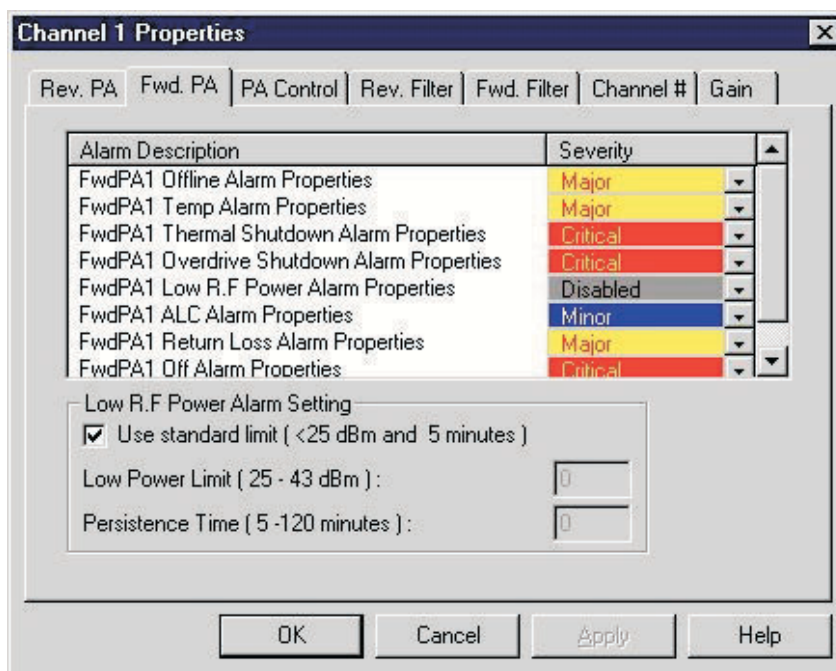 Channel 1 Properties
Rev. PA Fwd. PA PA Control Rev. Filter Fwd. Filter Channel # Gain
Alarm Description Severity
FwdPA1 Offline Alarm Properties Major
FwdPA1 Temp Alarm Properties Major
FwdPA1 Thermal Shutdown Alarm Properties Critical
FwdPA1 Overdrive Shutdown Alarm Properties Critical
FwdPA1 Low R.F Power Alarm Properties Disabled
FwdPA1 ALC Alarm Properties Minor
FwdPA1 Return Loss Alarm Properties Major
FwdPA1 Off Alarm Properties Critical
Low R.F Power Alarm Setting
Use standard limit ( <25 dBm and 5 minutes )
Low Power Limit ( 25 - 43 dBm ) : 0
Persistence Time ( 5 -120 minutes ) : 0
OK Cancel Apply Help